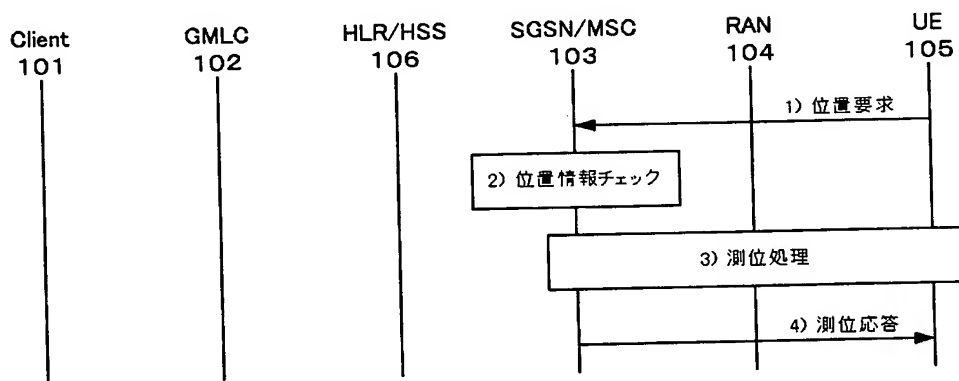 Client
101
GMLC
102
HLR/HSS
106
SGSN/MSC
103
RAN
104
UE
105
1) 位置要求
2) 位置情報チェック
3) 測位処理
4) 測位応答